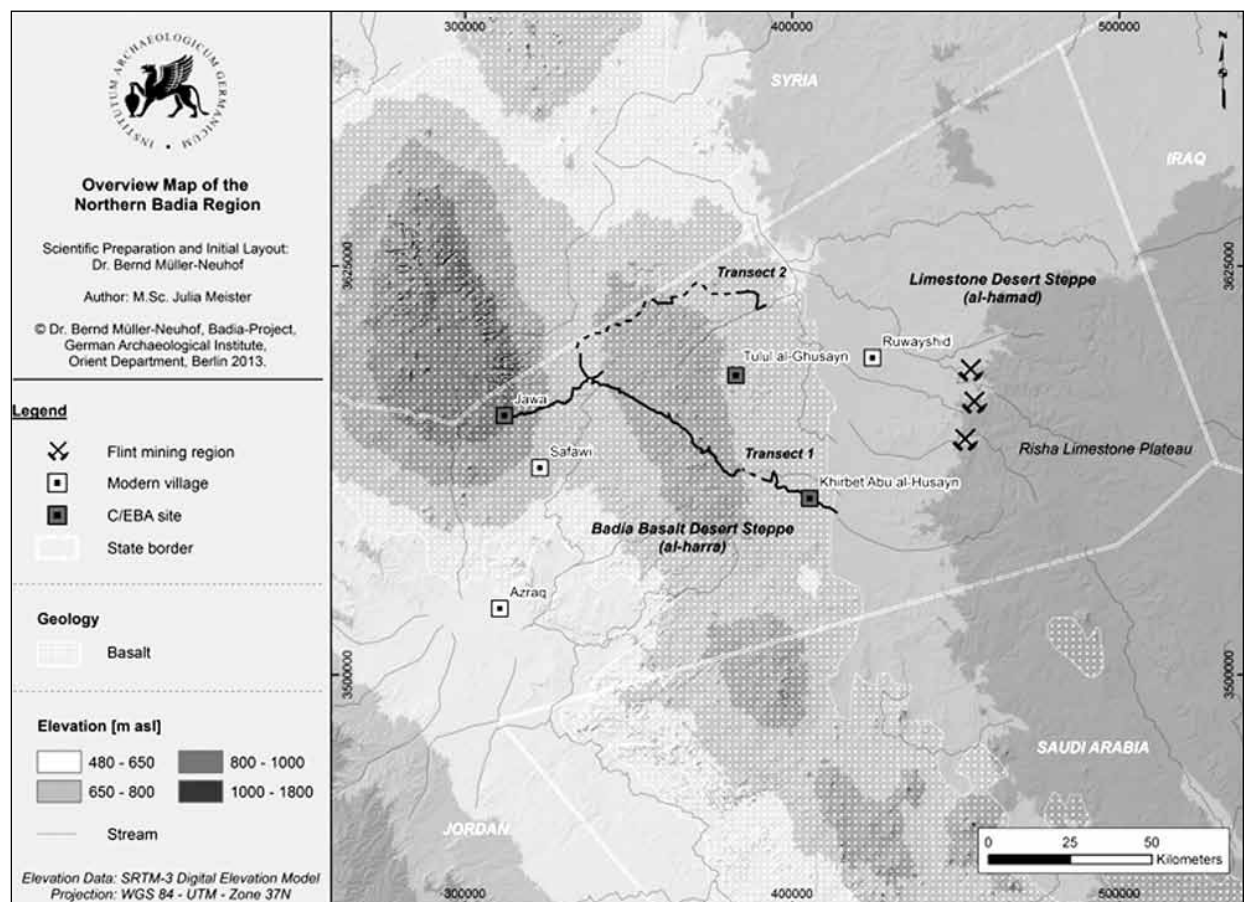 INSTITUTUM ARCHAEOLOGICUM GERMANICUM
Overview Map of the
Northern Badia Region
Scientific Preparation and Initial Layout:
Dr. Bernd Müller-Neuhof
Author: M.Sc. Julia Meister
© Dr. Bernd Müller-Neuhof, Badia-Project,
German Archaeological Institute,
Orient Department, Berlin 2013.
Legend
Flint mining region
Modern village
C/EBA site
State border
Geology
Basalt
Elevation [m asl]
480 - 650
800 - 1000
650 - 800
1000 - 1800
Stream
Elevation Data: SRTM-3 Digital Elevation Model
Projection: WGS 84 - UTM - Zone 37N
300000
400000
500000
N
SYRIA
IRAQ
3625000
3625000
Transect 2
Limestone Desert Steppe
(al-hamad)
Ruwayshid
Tulul al-Ghusayn
Jawa
Safawi
Transect 1
Risha Limestone Plateau
Khirbet Abu al-Husayn
Badia Basalt Desert Steppe
(al-harra)
Azraq
3500000
3500000
SAUDI ARABIA
JORDAN
0 25 50
Kilometers
300000
400000
500000